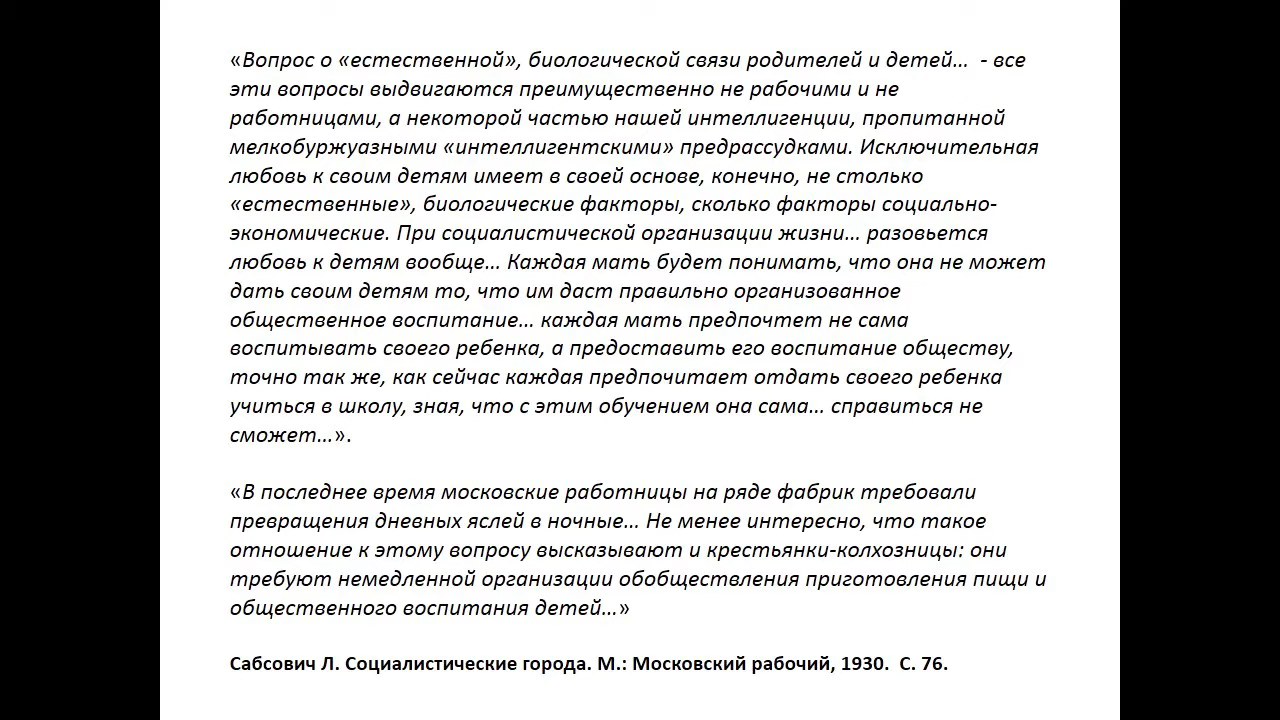 «Вопрос о «естественной», биологической связи родителей и детей…  - все
эти вопросы выдвигаются преимущественно не рабочими и не
работницами, а некоторой частью нашей интеллигенции, пропитанной
мелкобуржуазными «интеллигентскими» предрассудками. Исключительная
любовь к своим детям имеет в своей основе, конечно, не столько
«естественные», биологические факторы, сколько факторы социально-
экономические. При социалистической организации жизни… разовьется
любовь к детям вообще… Каждая мать будет понимать, что она не может
дать своим детям то, что им даст правильно организованное
общественное воспитание… каждая мать предпочтет не сама
воспитывать своего ребенка, а предоставить его воспитание обществу,
точно так же, как сейчас каждая предпочитает отдать своего ребенка
учиться в школу, зная, что с этим обучением она сама… справиться не
сможет…».
«В последнее время московские работницы на ряде фабрик требовали
превращения дневных яслей в ночные… Не менее интересно, что такое
отношение к этому вопросу высказывают и крестьянки-колхозницы: они
требуют немедленной организации обобществления приготовления пищи и
общественного воспитания детей…»
Сабсович Л. Социалистические города. М.: Московский рабочий, 1930.  С. 76.